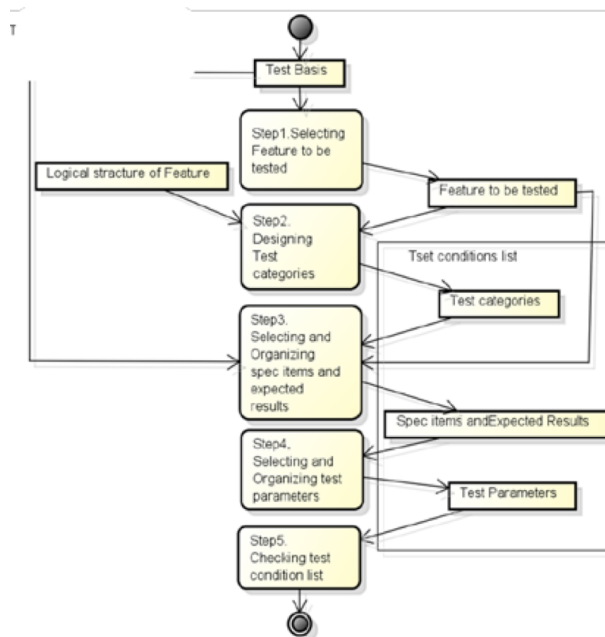 T
Test Basis
Step1.Selecting
Feature to be
tested
Logical stracture of Feature
Feature to be tested
Step2.
Designing
Test
categories
Tset conditions list
Test categories
Step3.
Selecting and
Organizing
spec items and
expected
results
Spec items andExpected Results
Step4.
Selecting and
Organizing test
parameters
Test Parameters
Step5.
Checking test
condition list